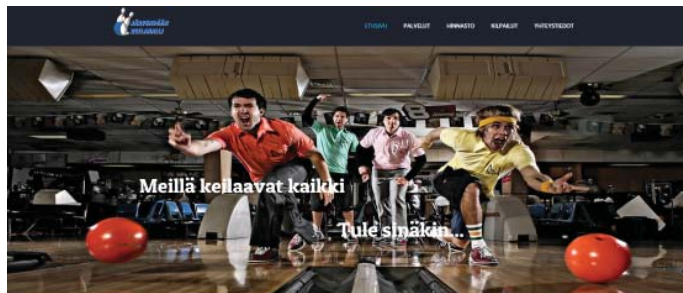 ETUSIVU PALVELUT HINNASTO KILPAILUT YHTEYSTIEDOT
Meillä keilaavat kaikki
Tule sinäkin...